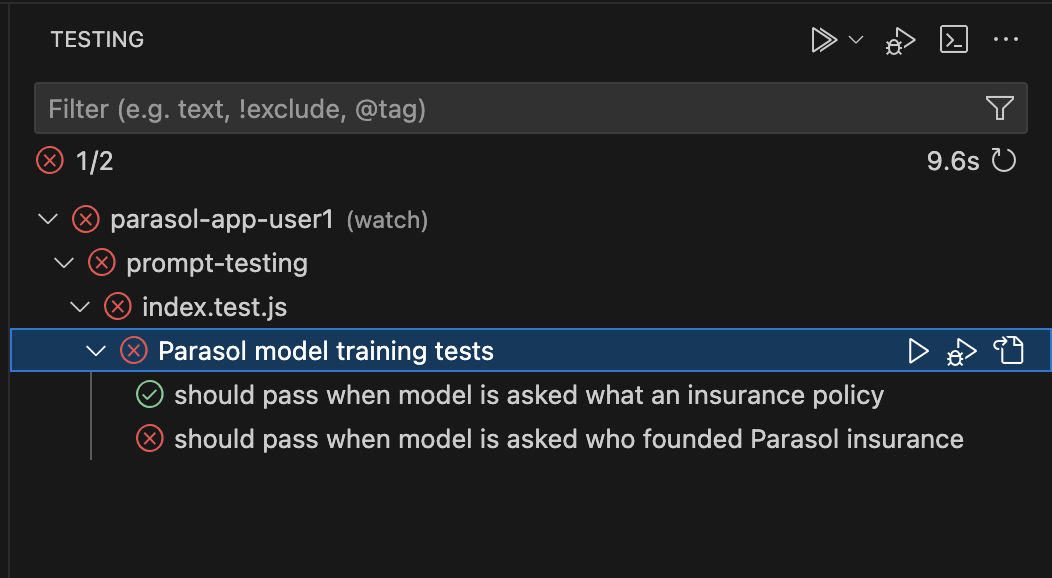 TESTING
Filter (e.g. text, !exclude, @tag)
1/2 9.6s
parasol-app-user1 (watch)
prompt-testing
index.test.js
Parasol model training tests
should pass when model is asked what an insurance policy
should pass when model is asked who founded Parasol insurance